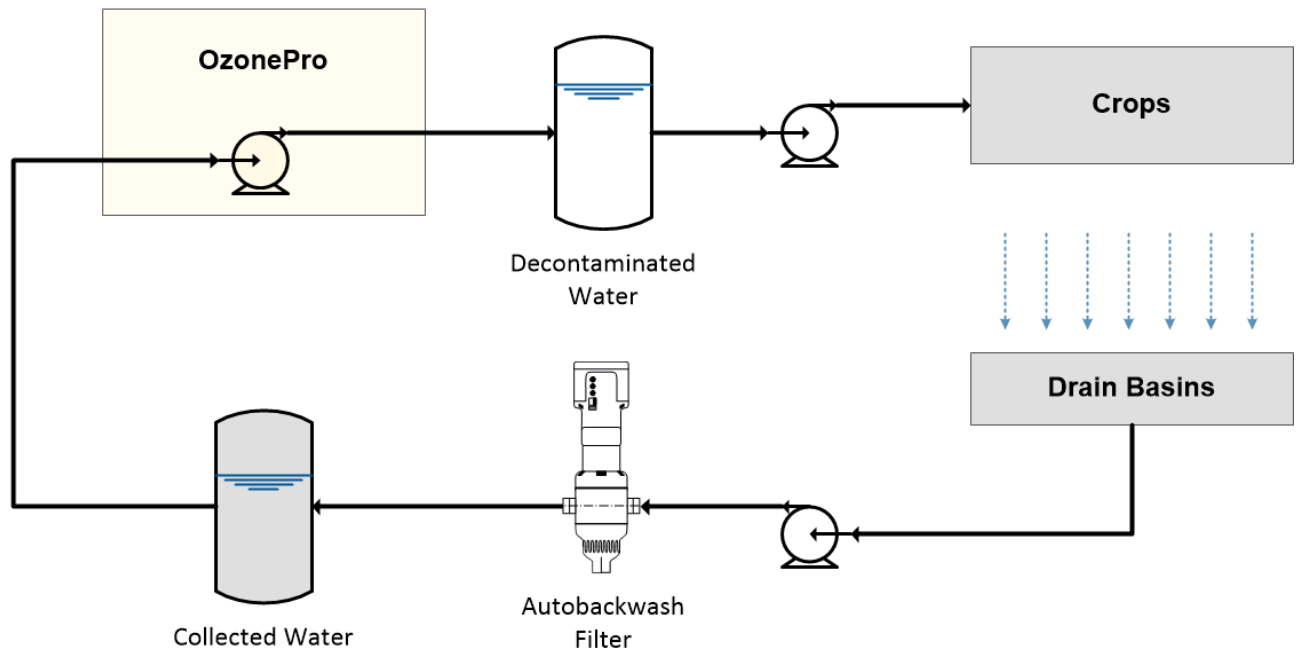 OzonePro
Crops
Decontaminated
Water
Drain Basins
Autobackwash
Filter
Collected Water